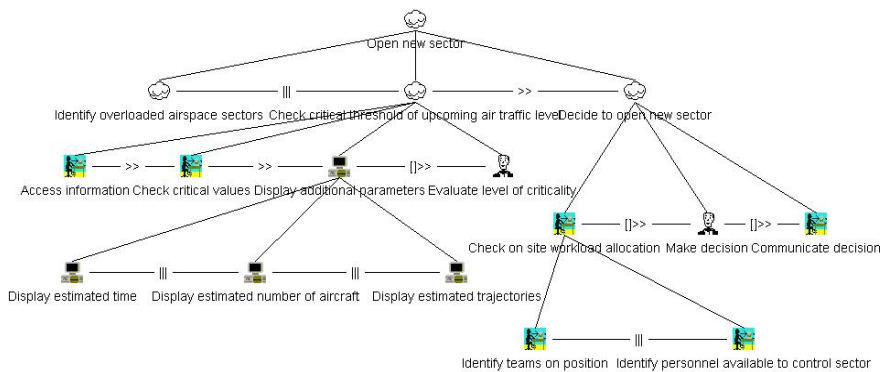 Open new sector
||| >>
Identify overloaded airspace sectors Check critical threshold of upcoming air traffic level Decide to open new sector
>> >> []>>
Access information Check critical values Display additional parameters Evaluate level of criticality
[]>> []>>
Check on site workload allocation Make decision Communicate decision
||| |||
Display estimated time Display estimated number of aircraft Display estimated trajectories
|||
Identify teams on position Identify personnel available to control sector